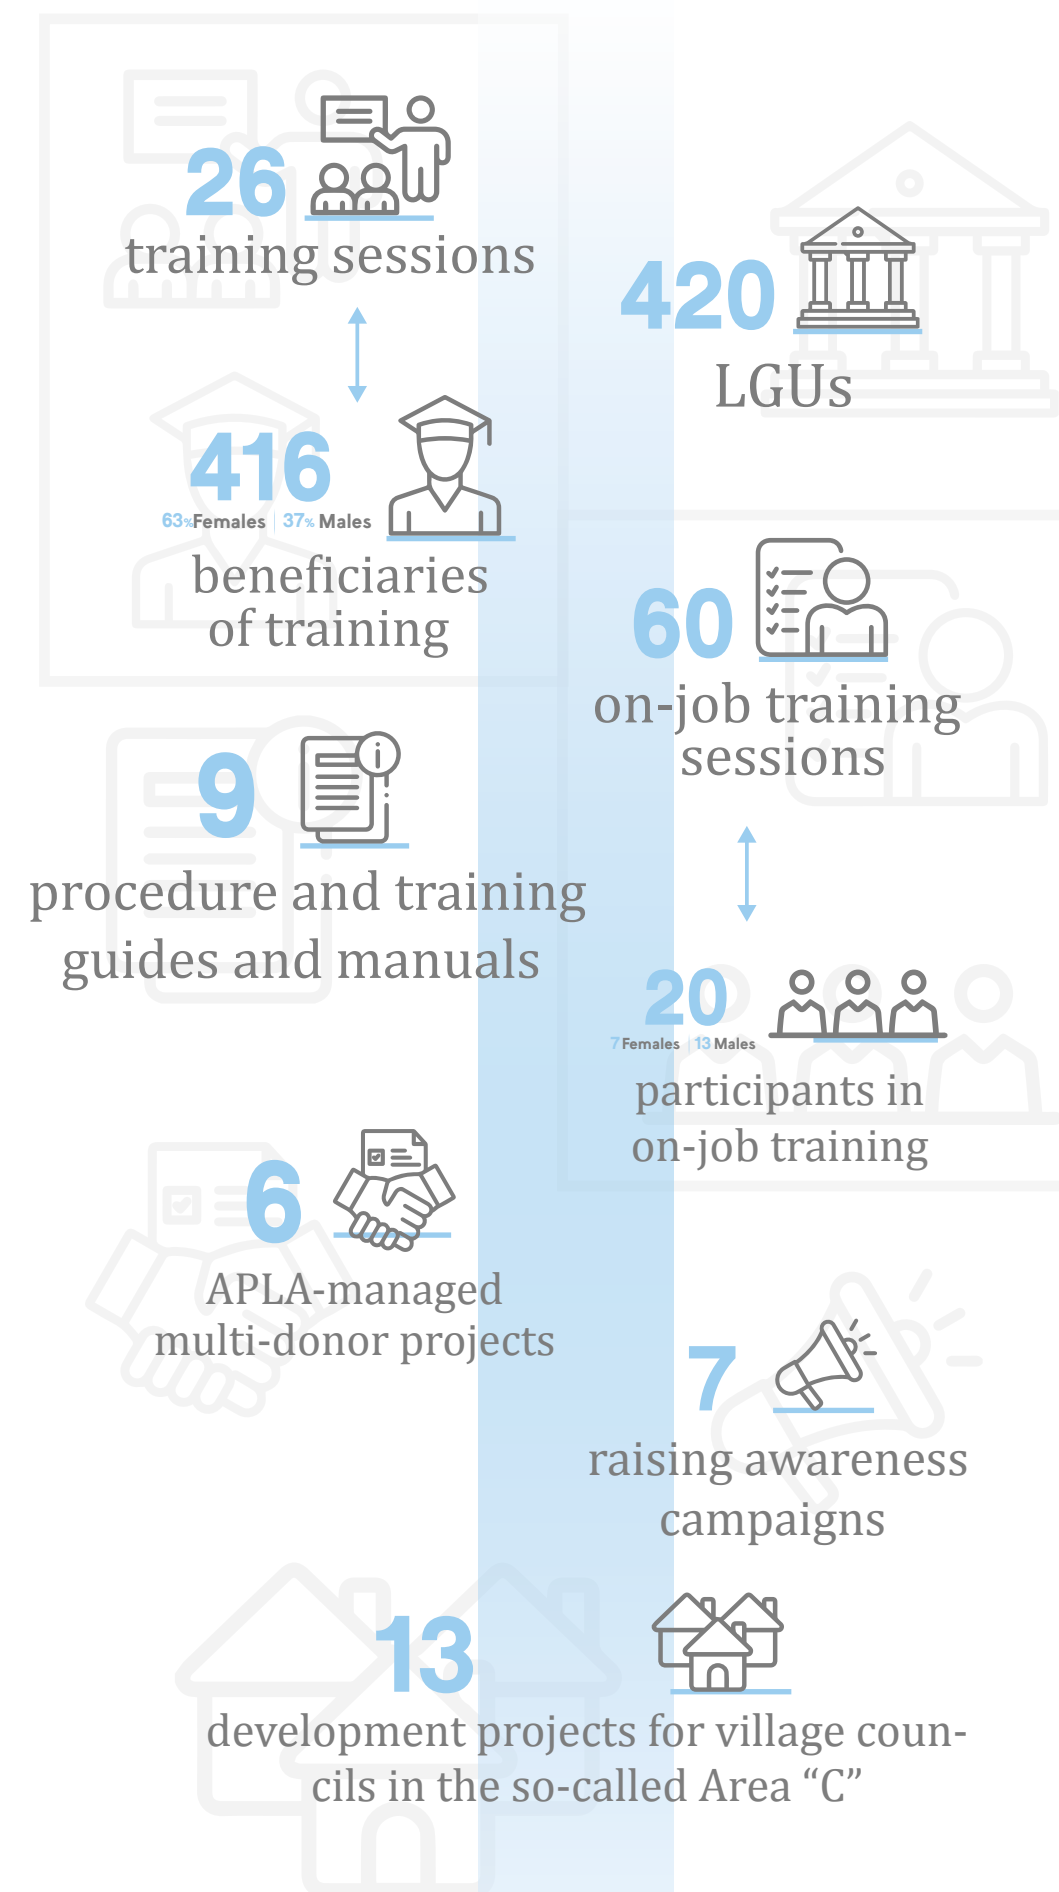 26
training sessions
416
63% Females | 37% Males
beneficiaries
of training
420
LGUs
60
on-job training
sessions
20
7 Females | 13 Males
participants in
on-job training
9
procedure and training
guides and manuals
6
APLA-managed
multi-donor projects
7
raising awareness
campaigns
13
development projects for village coun-
cils in the so-called Area “C”